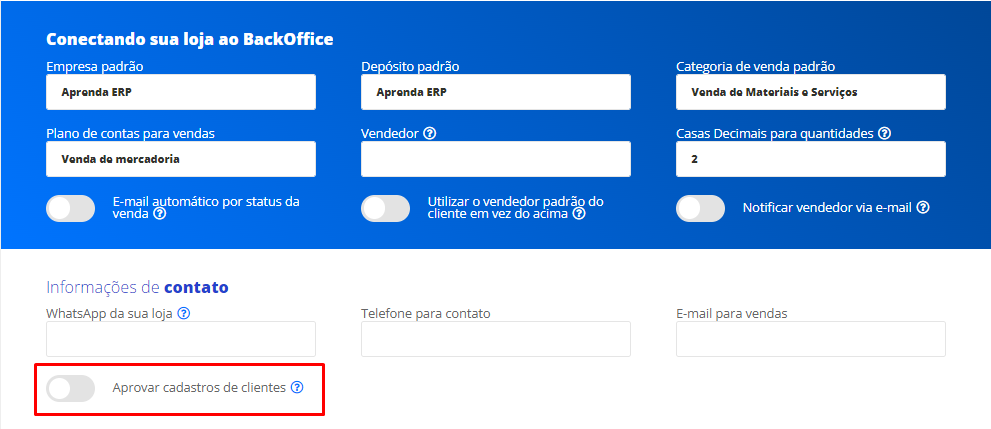 Conectando sua loja ao BackOffice
Empresa padrão
Depósito padrão
Categoria de venda padrão
Aprenda ERP
Aprenda ERP
Venda de Materiais e Serviços
Plano de contas para vendas
Vendedor ?
Casas Decimais para quantidades ?
Venda de mercadoria
2
E-mail automático por status da
venda ?
Utilizar o vendedor padrão do
cliente em vez do acima ?
Notificar vendedor via e-mail ?
Informações de contato
WhatsApp da sua loja ?
Telefone para contato
E-mail para vendas
Aprovar cadastros de clientes ?